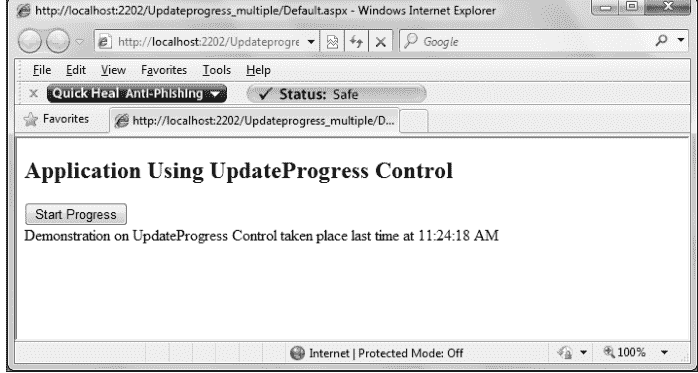 http://localhost:2202/Updateprogress_multiple/Default.aspx - Windows Internet Explorer
http://localhost:2202/Updateprogre
Google
File Edit View Favorites Tools Help
Quick Heal Anti-Phishing Status: Safe
Favorites http://localhost:2202/Updateprogress_multiple/D...
Application Using UpdateProgress Control
Start Progress
Demonstration on UpdateProgress Control taken place last time at 11:24:18 AM
Internet | Protected Mode: Off 100%